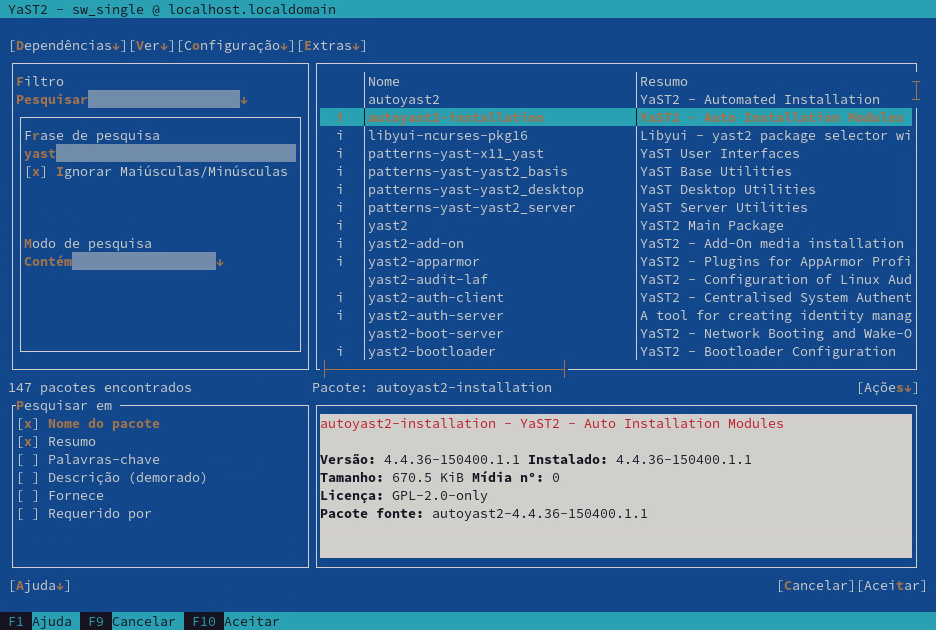 YaST2 - sw_single @ localhost.localdomain
[Dependências↓][Ver↓][Configuração↓][Extras↓]
Filtro
Pesquisar ↓
Frase de pesquisa
yast
[x] Ignorar Maiúsculas/Minúsculas
Modo de pesquisa
Contém ↓
Nome Resumo
autoyast2 YaST2 - Automated Installation
i autoyast2-installation YaST2 - Auto Installation Modules
i libyui-ncurses-pkg16 Libyui - yast2 package selector wi
i patterns-yast-x11_yast YaST User Interfaces
i patterns-yast-yast2_basis YaST Base Utilities
i patterns-yast-yast2_desktop YaST Desktop Utilities
i patterns-yast-yast2_server YaST Server Utilities
i yast2 YaST2 Main Package
i yast2-add-on YaST2 - Add-On media installation
i yast2-apparmor YaST2 - Plugins for AppArmor Profi
yast2-audit-laf YaST2 - Configuration of Linux Aud
i yast2-auth-client YaST2 - Centralised System Authent
i yast2-auth-server A tool for creating identity manag
yast2-boot-server YaST2 - Network Booting and Wake-O
i yast2-bootloader YaST2 - Bootloader Configuration
147 pacotes encontrados
Pacote: autoyast2-installation [Ações↓]
Pesquisar em
[x] Nome do pacote
[x] Resumo
[ ] Palavras-chave
[ ] Descrição (demorado)
[ ] Fornece
[ ] Requerido por
autoyast2-installation - YaST2 - Auto Installation Modules
Versão: 4.4.36-150400.1.1 Instalado: 4.4.36-150400.1.1
Tamanho: 670.5 KiB Mídia nº: 0
Licença: GPL-2.0-only
Pacote fonte: autoyast2-4.4.36-150400.1.1
[Ajuda↓] [Cancelar][Aceitar]
F1 Ajuda F9 Cancelar F10 Aceitar